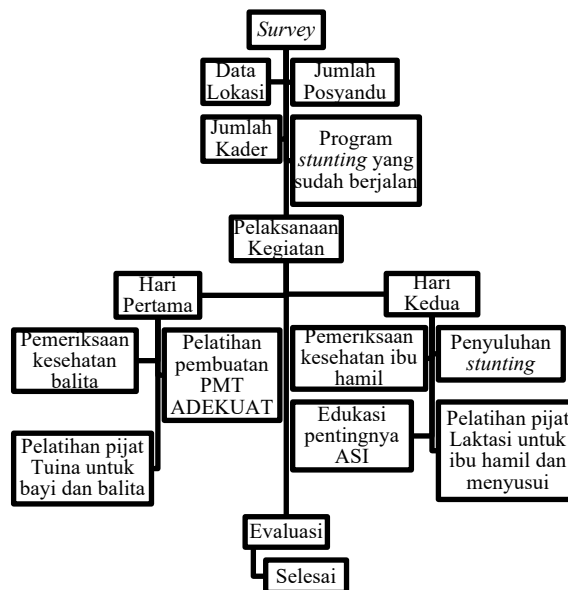 Survey
Data
Lokasi
Jumlah
Posyandu
Jumlah
Kader
Program
stunting yang
sudah berjalan
Pelaksanaan
Kegiatan
Hari
Pertama
Hari
Kedua
Pemeriksaan
kesehatan
balita
Pelatihan
pembuatan
PMT
ADEKUAT
Pelatihan pijat
Tuina untuk
bayi dan balita
Pemeriksaan
kesehatan ibu
hamil
Penyuluhan
stunting
Edukasi
pentingnya
ASI
Pelatihan pijat
Laktasi untuk
ibu hamil dan
menyusui
Evaluasi
Selesai